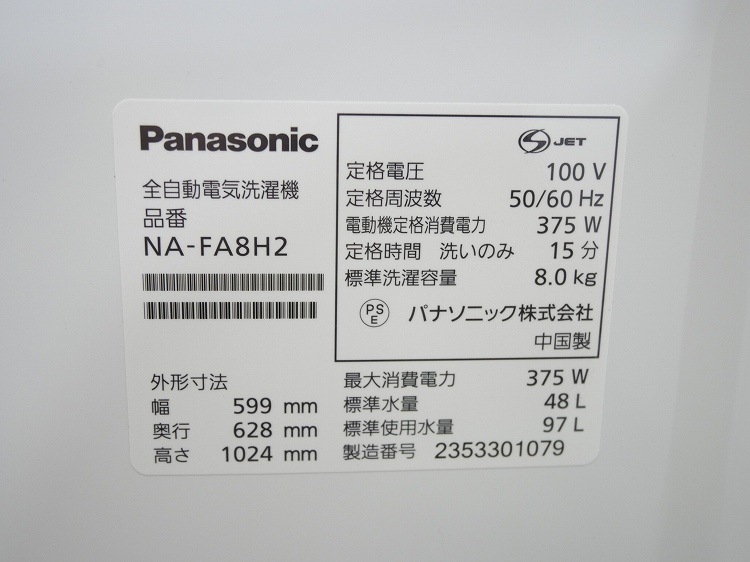 Panasonic
全自動電気洗濯機
品番
NA-FA8H2
外形寸法
幅 599 mm
奥行 628 mm
高さ 1024 mm
S JET
定格電圧 100 V
定格周波数 50/60 Hz
電動機定格消費電力 375 W
定格時間 洗いのみ 15 分
標準洗濯容量 8.0 kg
PS E パナソニック株式会社
中国製
最大消費電力 375 W
標準水量 48 L
標準使用水量 97 L
製造番号 2353301079